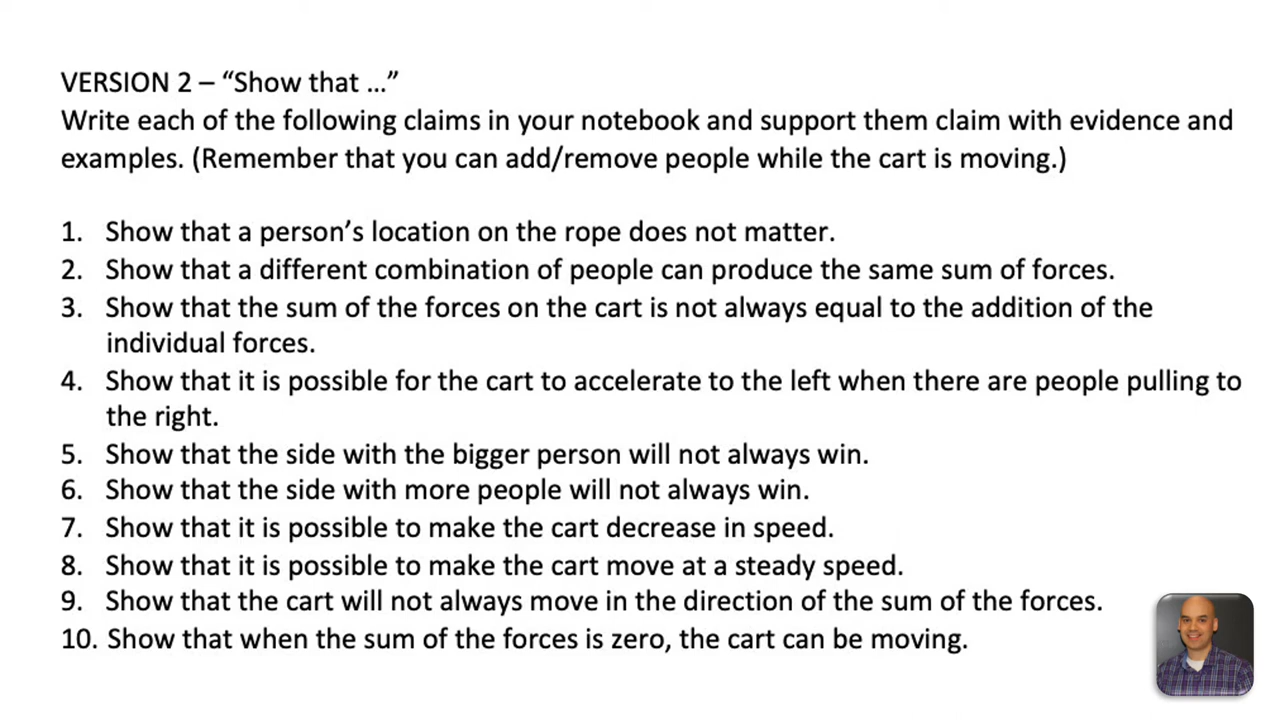 VERSION 2 – “Show that …”
Write each of the following claims in your notebook and support them claim with evidence and
examples. (Remember that you can add/remove people while the cart is moving.)
1. Show that a person’s location on the rope does not matter.
2. Show that a different combination of people can produce the same sum of forces.
3. Show that the sum of the forces on the cart is not always equal to the addition of the
individual forces.
4. Show that it is possible for the cart to accelerate to the left when there are people pulling to
the right.
5. Show that the side with the bigger person will not always win.
6. Show that the side with more people will not always win.
7. Show that it is possible to make the cart decrease in speed.
8. Show that it is possible to make the cart move at a steady speed.
9. Show that the cart will not always move in the direction of the sum of the forces.
10. Show that when the sum of the forces is zero, the cart can be moving.